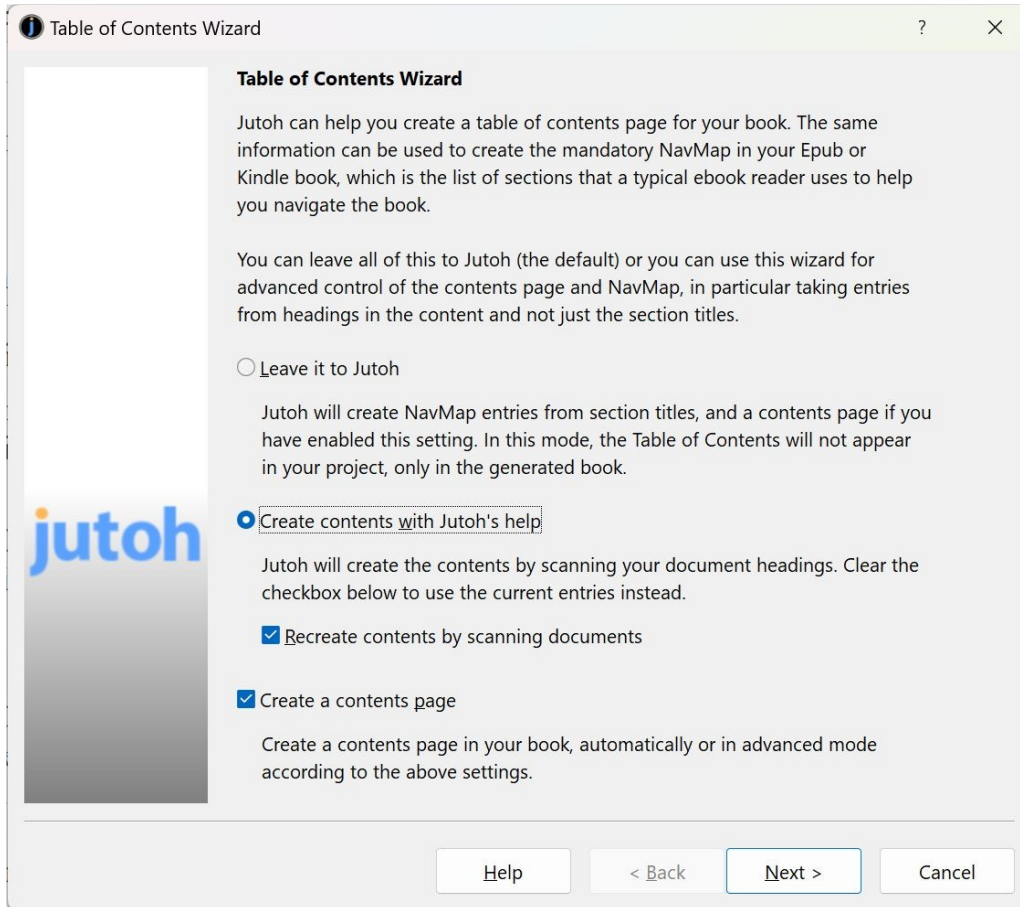 Table of Contents Wizard
?
Table of Contents Wizard
Jutoh can help you create a table of contents page for your book. The same
information can be used to create the mandatory NavMap in your Epub or
Kindle book, which is the list of sections that a typical ebook reader uses to help
you navigate the book.
You can leave all of this to Jutoh (the default) or you can use this wizard for
advanced control of the contents page and NavMap, in particular taking entries
from headings in the content and not just the section titles.
Leave it to Jutoh
Jutoh will create NavMap entries from section titles, and a contents page if you
have enabled this setting. In this mode, the Table of Contents will not appear
in your project, only in the generated book.
Create contents with Jutoh's help
jutoh
Jutoh will create the contents by scanning your document headings. Clear the
checkbox below to use the current entries instead.
Recreate contents by scanning documents
Create a contents page
Create a contents page in your book, automatically or in advanced mode
according to the above settings.
Help
< Back
Next >
Cancel